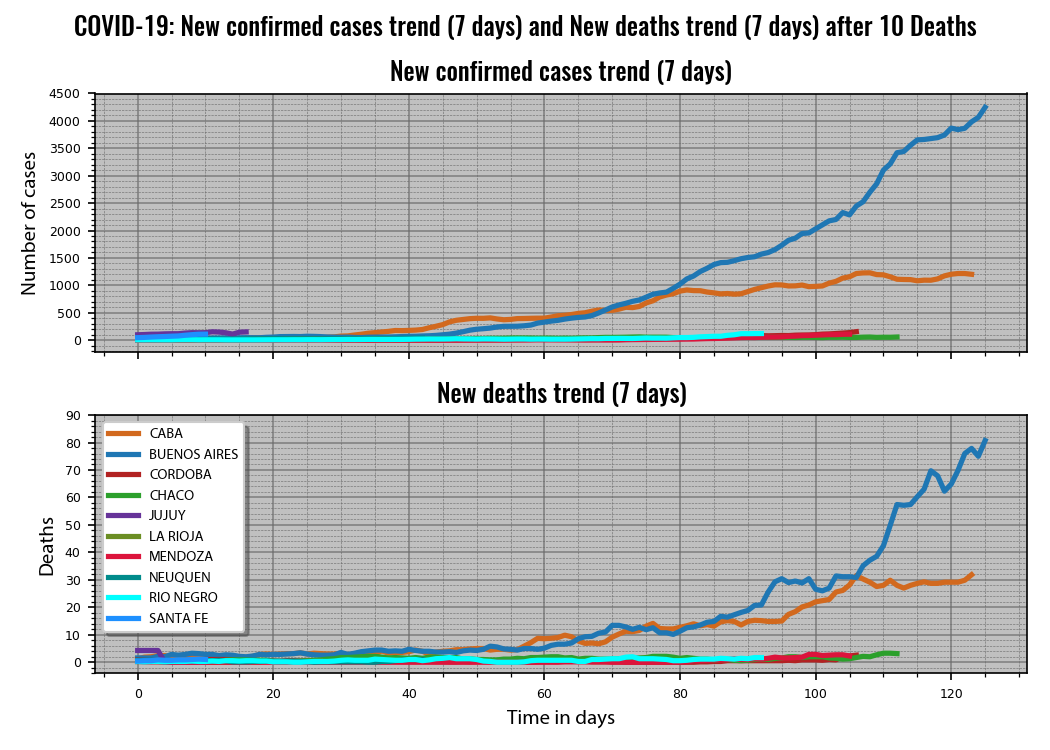 COVID-19: New confirmed cases trend (7 days) and New deaths trend (7 days) after 10 Deaths
New confirmed cases trend (7 days)
4500
4000
3500
3000
2500
2000
1500
1000
500
0
Number of cases
New deaths trend (7 days)
90
80
70
60
50
40
30
20
10
0
Deaths
CABA
BUENOS AIRES
CORDOBA
CHACO
JUJUY
LA RIOJA
MENDOZA
NEUQUEN
RIO NEGRO
SANTA FE
0 20 40 60 80 100 120
Time in days